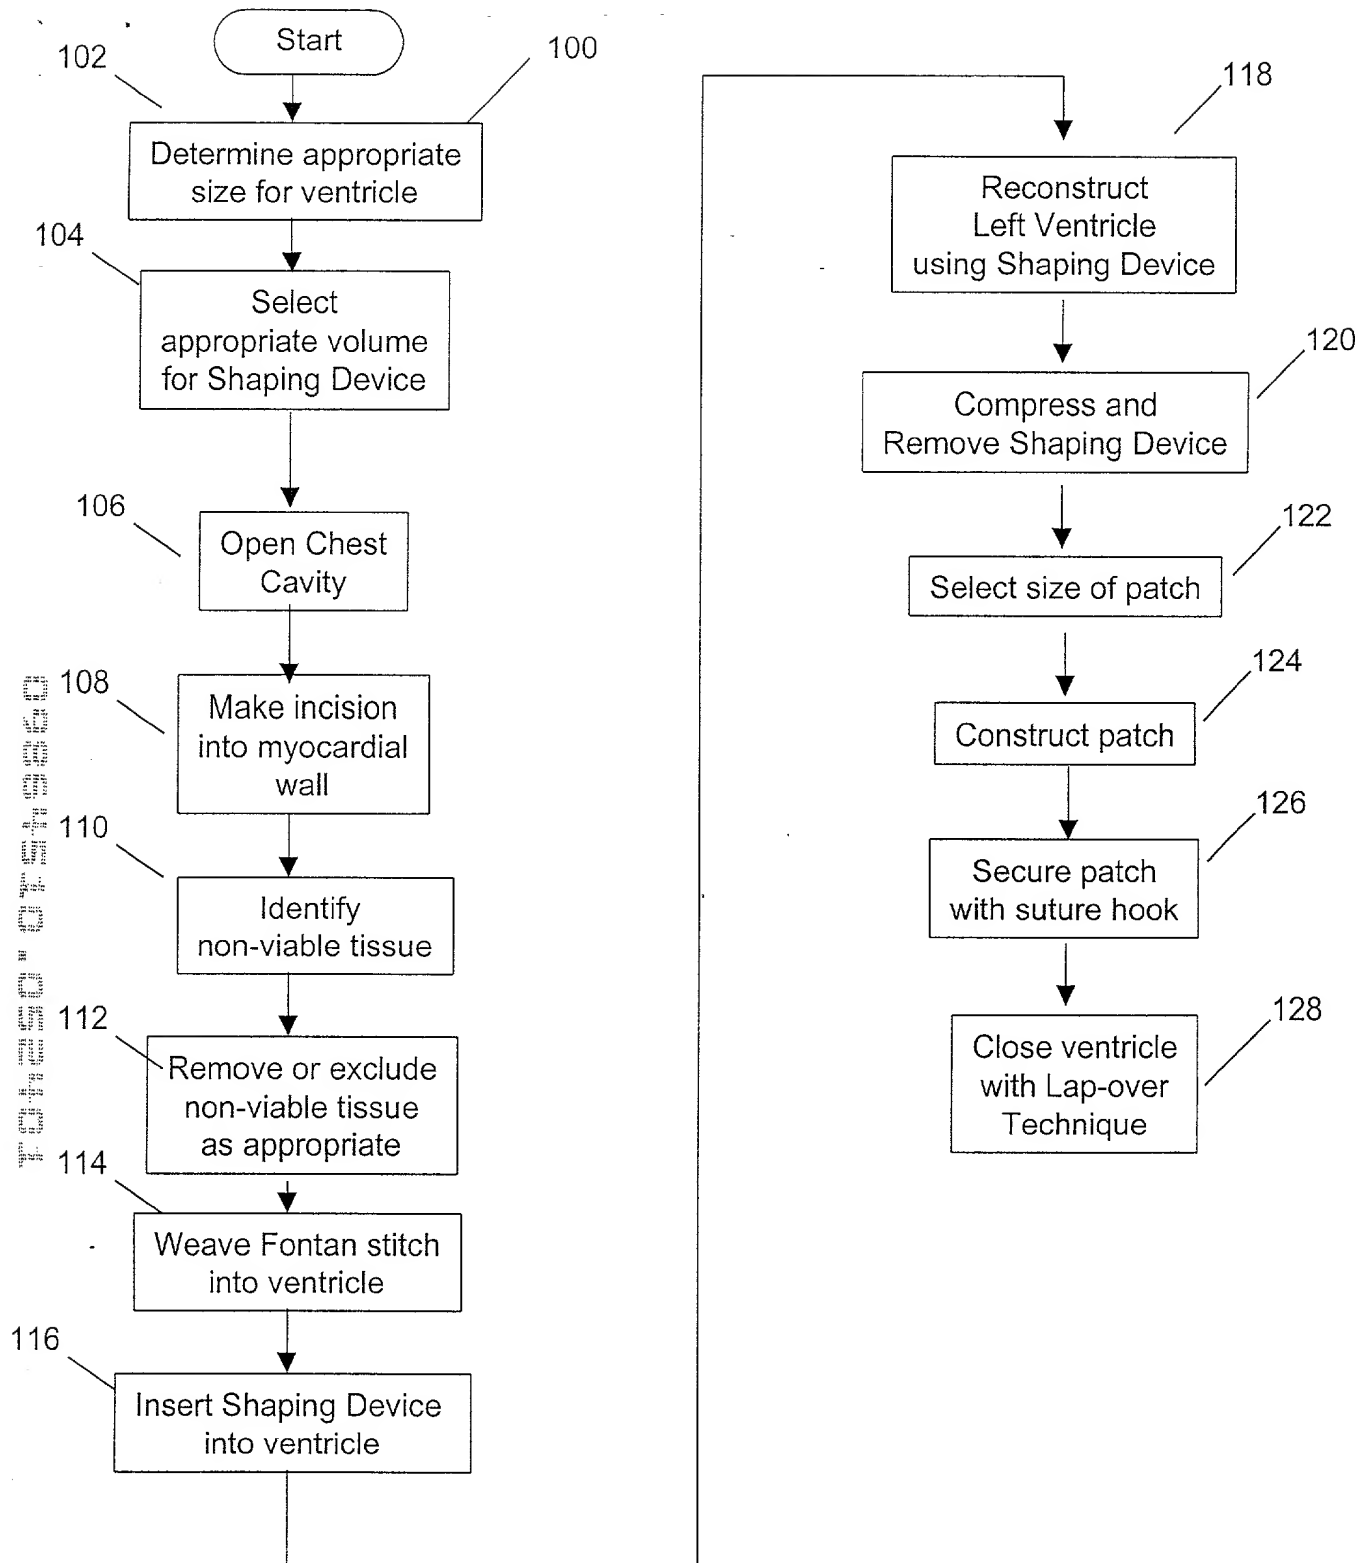 Start
100
102
Determine appropriate
size for ventricle
104
Select
appropriate volume
for Shaping Device
106
Open Chest
Cavity
108
Make incision
into myocardial
wall
110
Identify
non-viable tissue
112
Remove or exclude
non-viable tissue
as appropriate
114
Weave Fontan stitch
into ventricle
116
Insert Shaping Device
into ventricle
118
Reconstruct
Left Ventricle
using Shaping Device
120
Compress and
Remove Shaping Device
122
Select size of patch
124
Construct patch
126
Secure patch
with suture hook
128
Close ventricle
with Lap-over
Technique